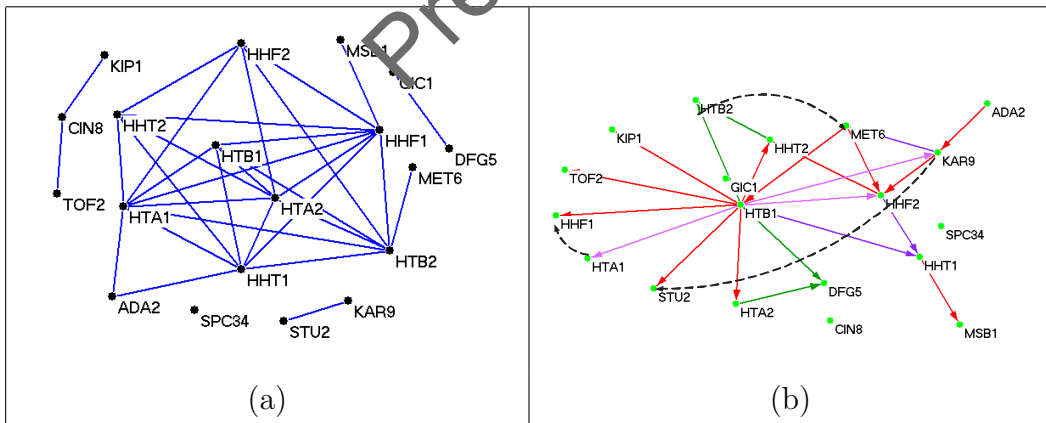 Pre
HHF2
MSB1
KIP1
GIC1
HHT2
CIN8
HHF1
HTB1
DFG5
MET6
TOF2
HTA1
HTA2
HTB2
HHT1
ADA2
SPC34
KAR9
STU2
(a)
HTB2
ADA2
MET6
KIP1
HHT2
KAR9
TOF2
GIC1
HTB1
HHF2
HHF1
SPC34
HTA1
HHT1
STU2
DFG5
HTA2
CIN8
MSB1
(b)